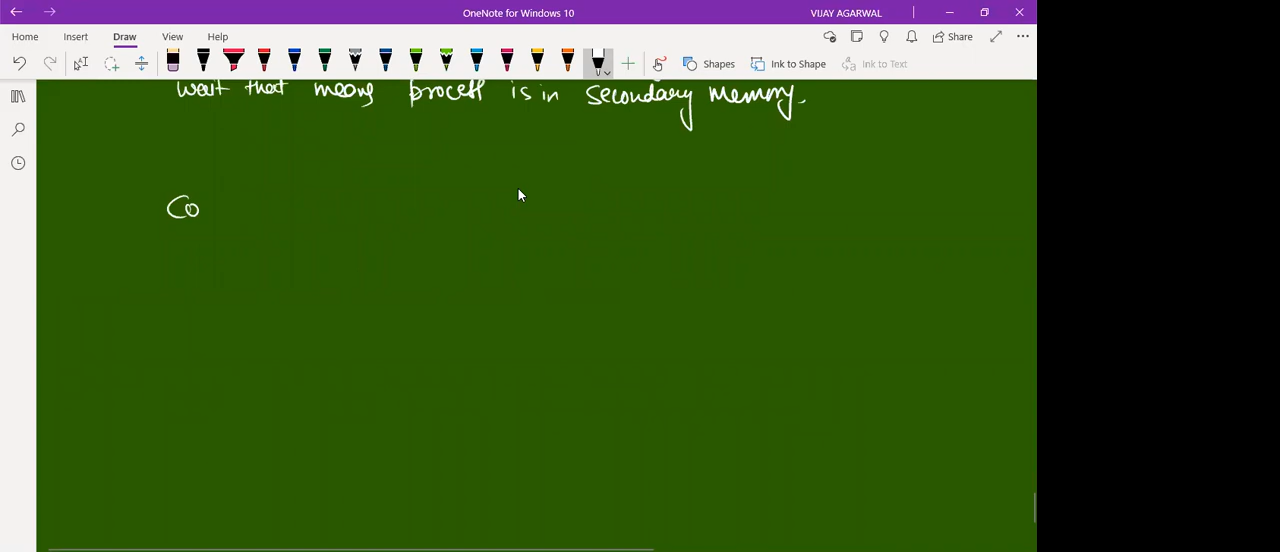 OneNote for Windows 10
VIJAY AGARWAL
Home Insert Draw View Help
Share
Shapes Ink to Shape Ink to Text
wait that means process is in secondary memory.
Co